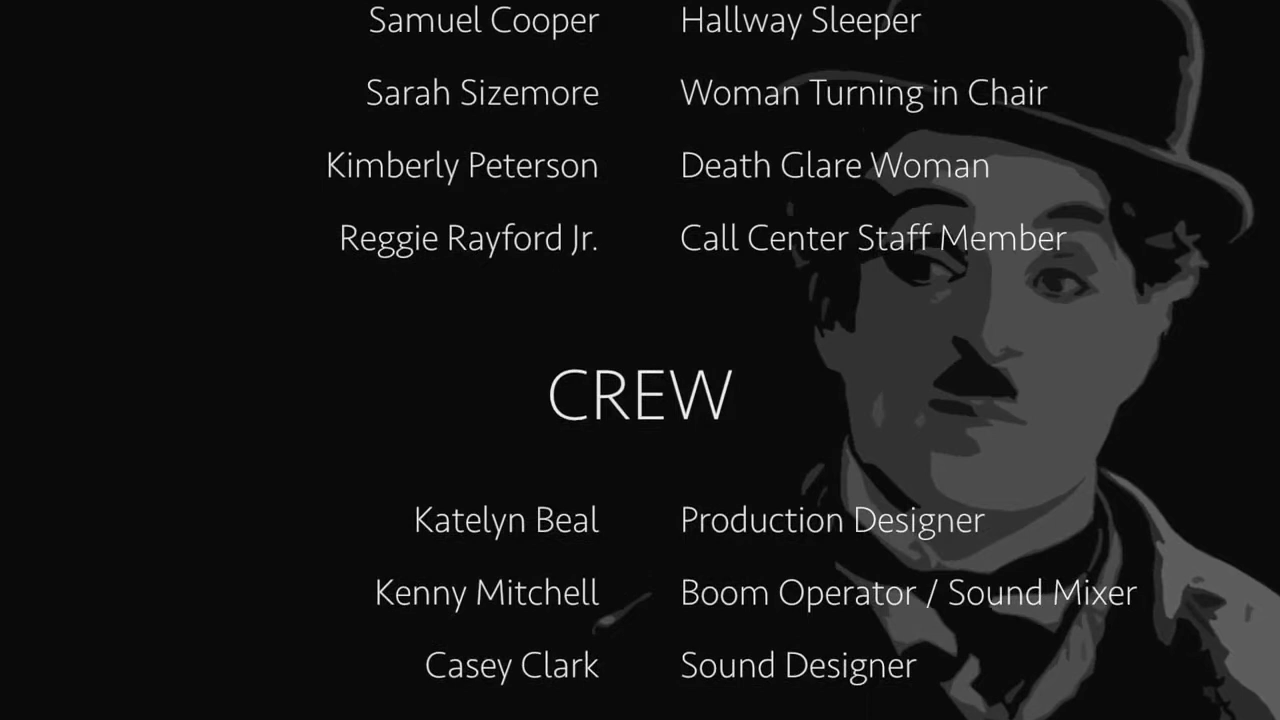 Samuel Cooper Hallway Sleeper
Sarah Sizemore Woman Turning in Chair
Kimberly Peterson Death Glare Woman
Reggie Rayford Jr. Call Center Staff Member
CREW
Katelyn Beal Production Designer
Kenny Mitchell Boom Operator / Sound Mixer
Casey Clark Sound Designer